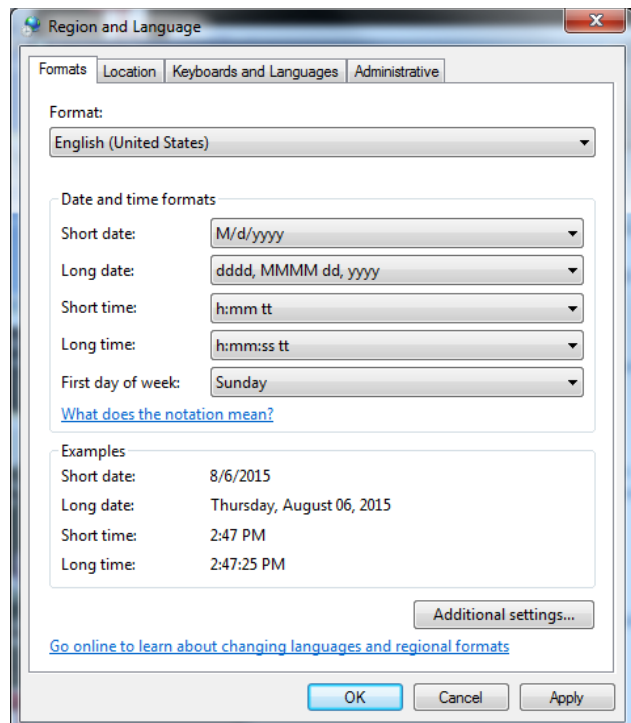 Region and Language
Formats Location Keyboards and Languages Administrative
Format:
English (United States)
Date and time formats
Short date: M/d/yyyy
Long date: dddd, MMMM dd, yyyy
Short time: h:mm tt
Long time: h:mm:ss tt
First day of week: Sunday
What does the notation mean?
Examples
Short date: 8/6/2015
Long date: Thursday, August 06, 2015
Short time: 2:47 PM
Long time: 2:47:25 PM
Additional settings...
Go online to learn about changing languages and regional formats
OK Cancel Apply